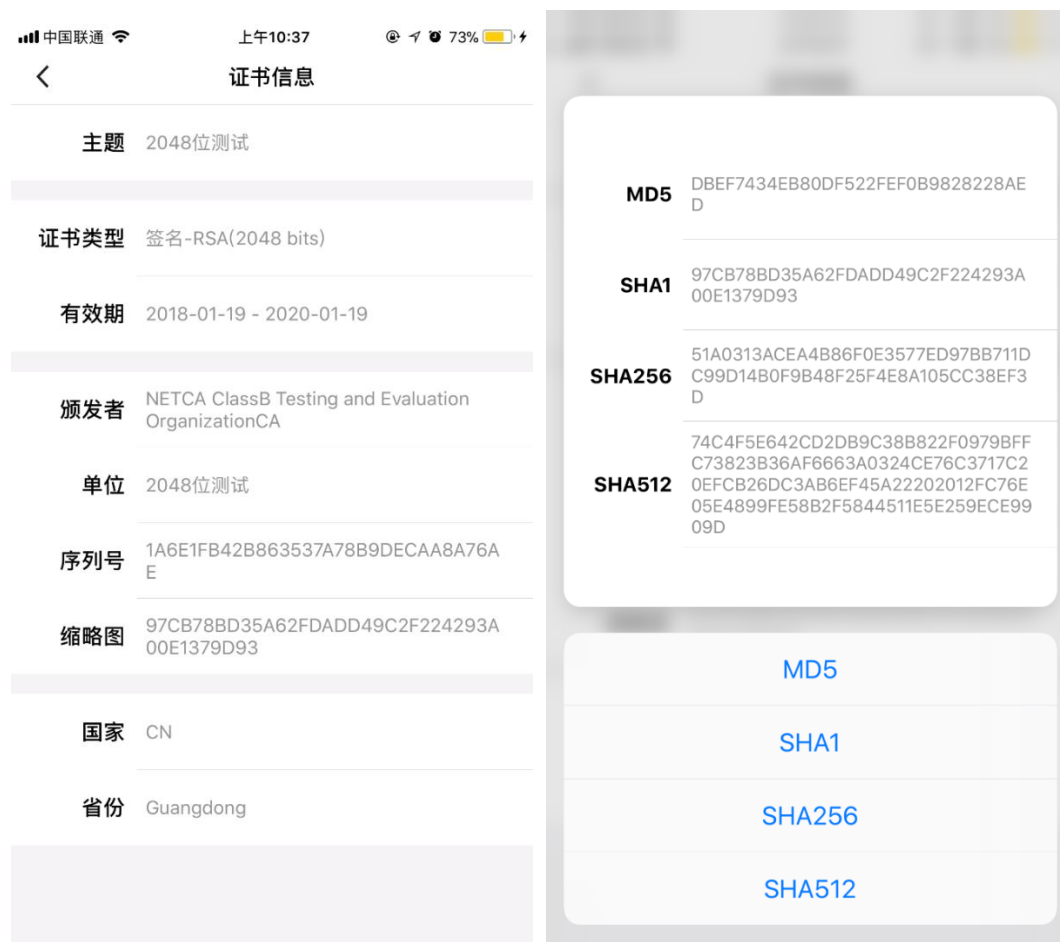 中国联通
上午10:37
73%
证书信息
主题
2048位测试
证书类型
签名-RSA(2048 bits)
有效期
2018-01-19 - 2020-01-19
颁发者
NETCA ClassB Testing and Evaluation
OrganizationCA
单位
2048位测试
序列号
1A6E1FB42B863537A78B9DECAA8A76A
E
缩略图
97CB78BD35A62FDADD49C2F224293A
00E1379D93
国家
CN
省份
Guangdong
MD5
DBEF7434EB80DF522FEF0B9828228AE
D
SHA1
97CB78BD35A62FDADD49C2F224293A
00E1379D93
SHA256
51A0313ACEA4B86F0E3577ED97BB711D
C99D14B0F9B48F25F4E8A105CC38EF3
D
SHA512
74C4F5E642CD2DB9C38B822F0979BFF
C73823B36AF6663A0324CE76C3717C2
0EFCB26DC3AB6EF45A22202012FC76E
05E4899FE58B2F5844511E5E259ECE99
09D
MD5
SHA1
SHA256
SHA512